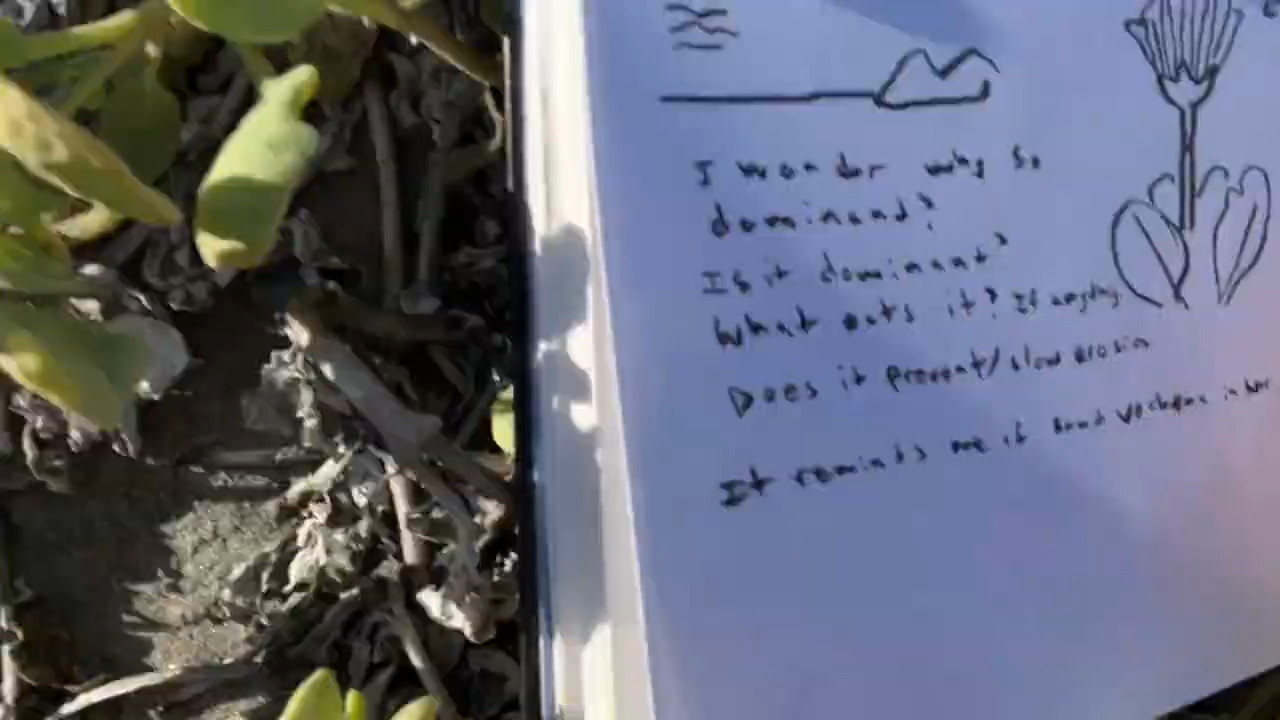 I wonder why so
dominand?
Is it dominant?
What eats it? If anything
Does it prevent/slow erosion
It reminds me of